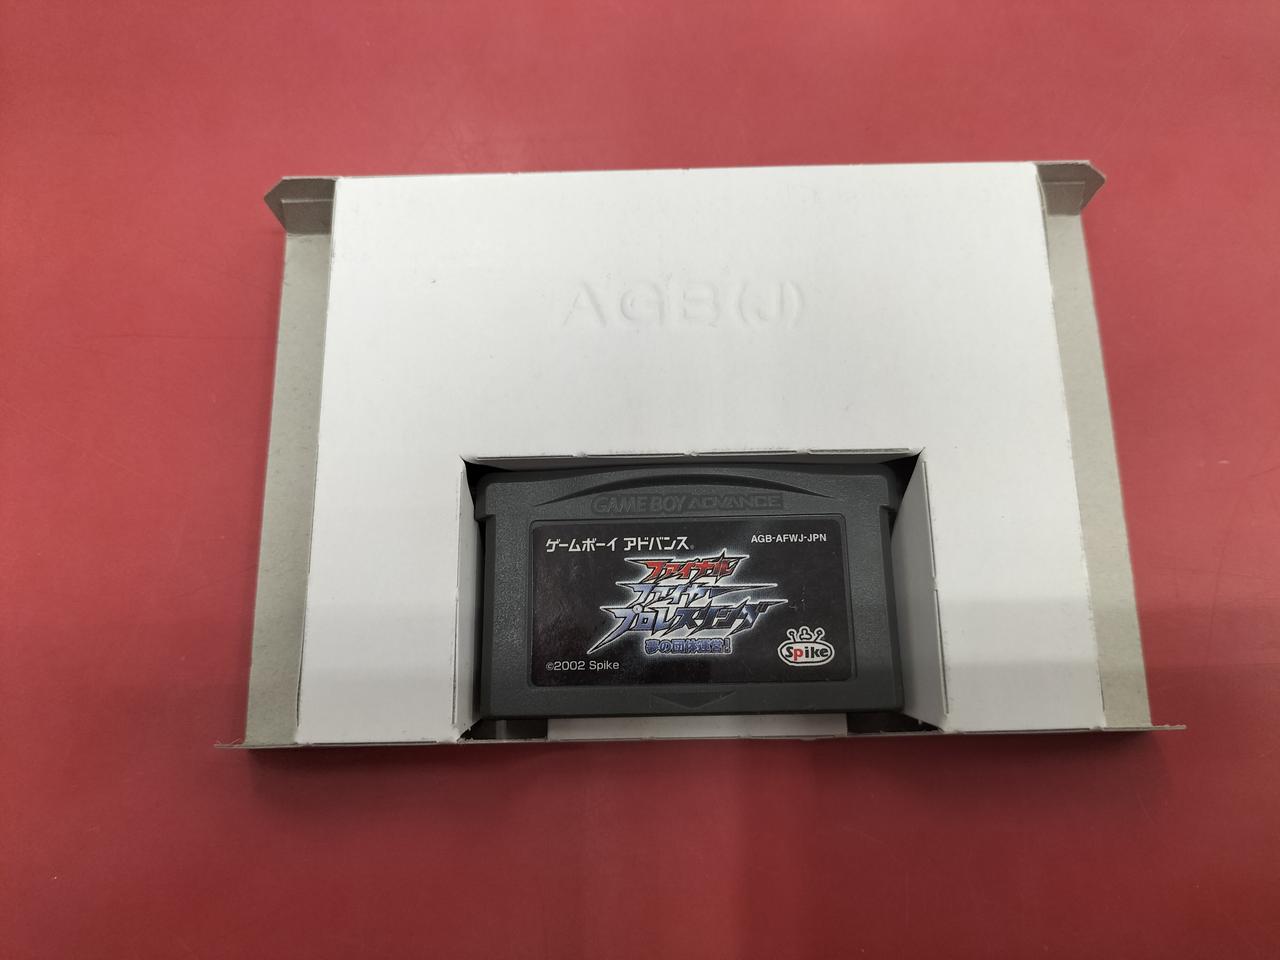 AGB(J)
GAME BOY ADVANCE
ゲームボーイ アドバンス®
AGB-AFWJ-JPN
ファイナル
ファイヤー
プロレスリング
夢の団体運営!
©2002 Spike
Spike